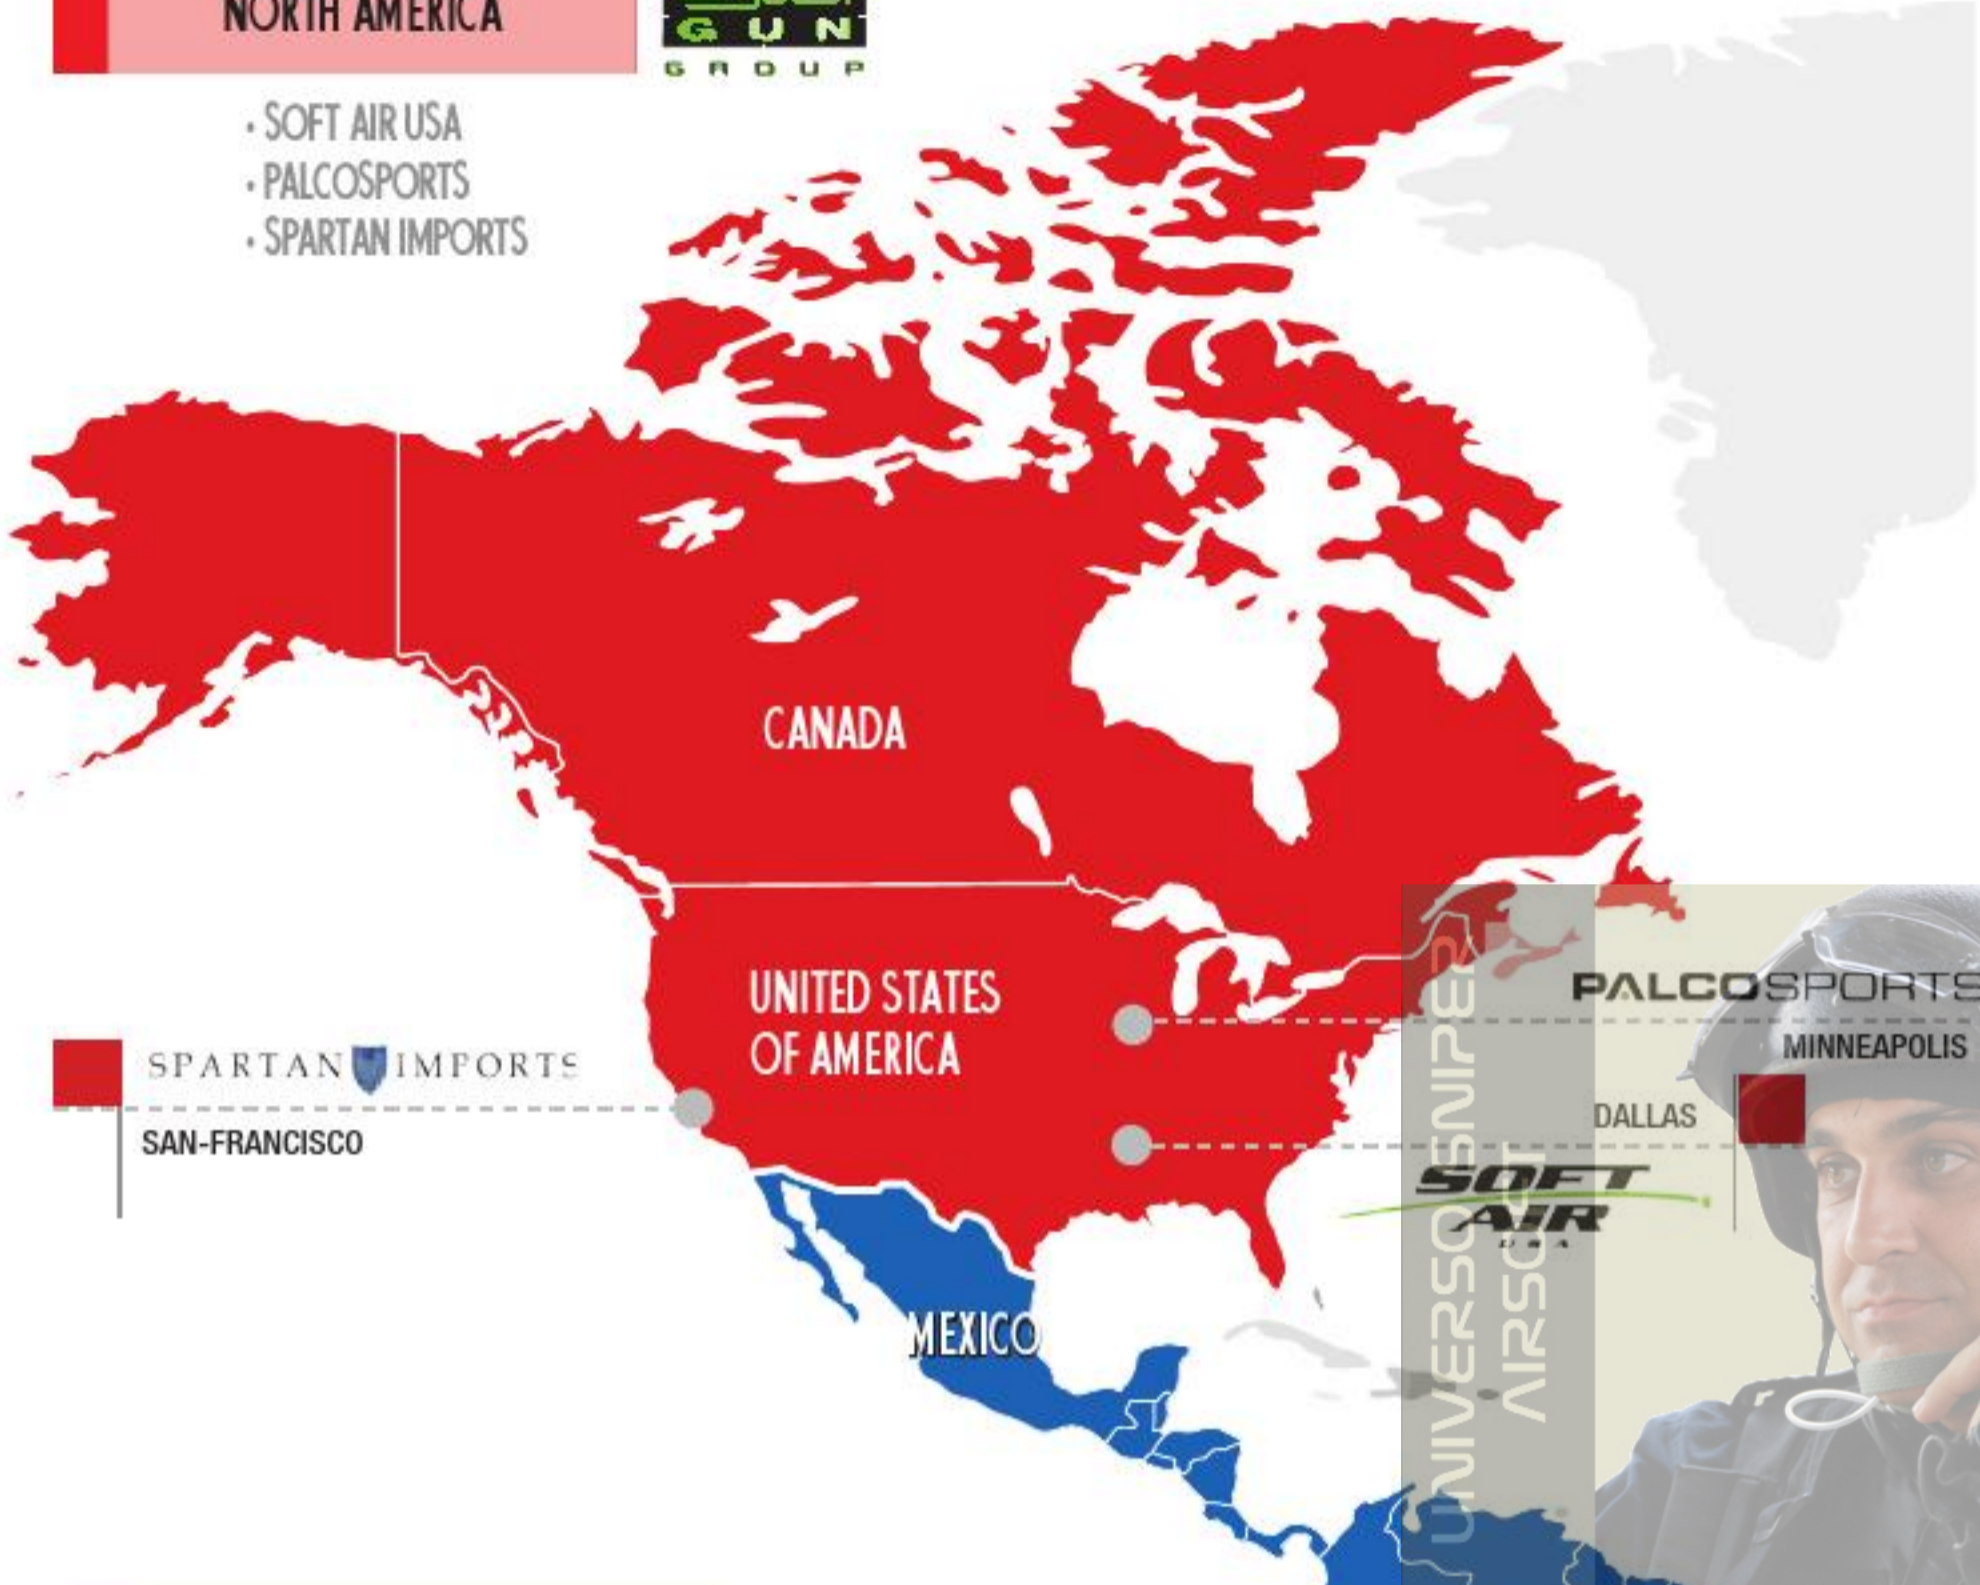 NORTH AMERICA
GUN
GROUP
• SOFT AIR USA
• PALCOSPORTS
• SPARTAN IMPORTS
CANADA
UNITED STATES
OF AMERICA
PALCOSPORTS
MINNEAPOLIS
SPARTAN IMPORTS
SAN-FRANCISCO
DALLAS
SOFT
AIR
USA
MEXICO
UNIVERSOSNIPER
AIRSOFT